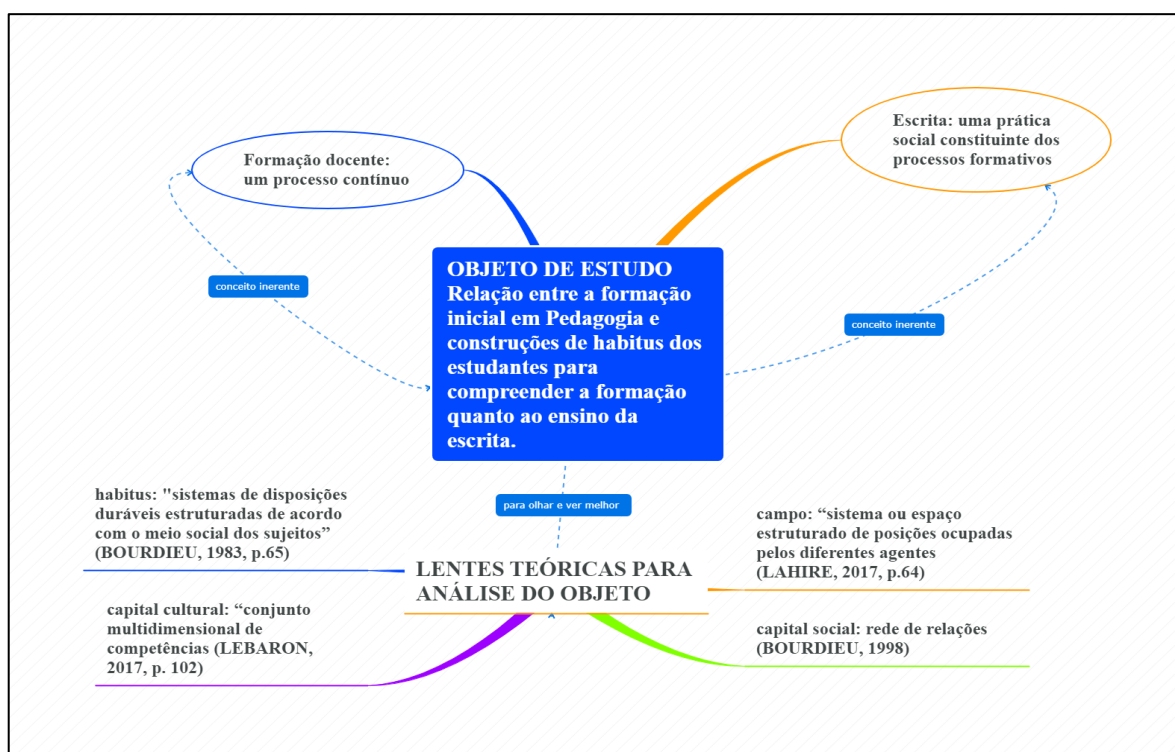 Formação docente:
um processo contínuo
Escrita: uma prática
social constituinte dos
processos formativos
conceito inerente
OBJETO DE ESTUDO
Relação entre a formação
inicial em Pedagogia e
construções de habitus dos
estudantes para
compreender a formação
quanto ao ensino da
escrita.
conceito inerente
para olhar e ver melhor
habitus: "sistemas de disposições
duráveis estruturadas de acordo
com o meio social dos sujeitos”
(BOURDIEU, 1983, p.65)
campo: “sistema ou espaço
estruturado de posições ocupadas
pelos diferentes agentes
(LAHIRE, 2017, p.64)
LENTES TEÓRICAS PARA
ANÁLISE DO OBJETO
capital cultural: “conjunto
multidimensional de
competências (LEBARON,
2017, p. 102)
capital social: rede de relações
(BOURDIEU, 1998)